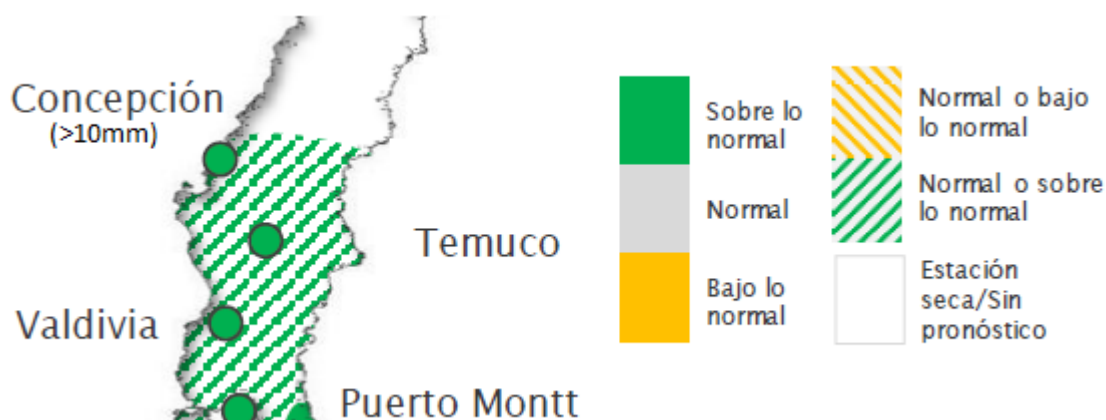 Concepción
(>10mm)
Temuco
Valdivia
Puerto Montt
Sobre lo
normal
Normal
Bajo lo
normal
Normal o bajo
lo normal
Normal o sobre
lo normal
Estación
seca/Sin
pronóstico